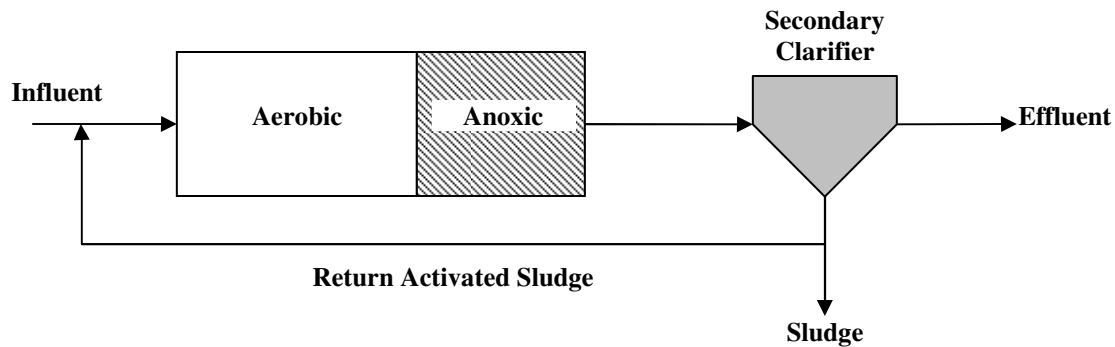 Secondary
Clarifier
Influent
Aerobic
Anoxic
Effluent
Return Activated Sludge
Sludge